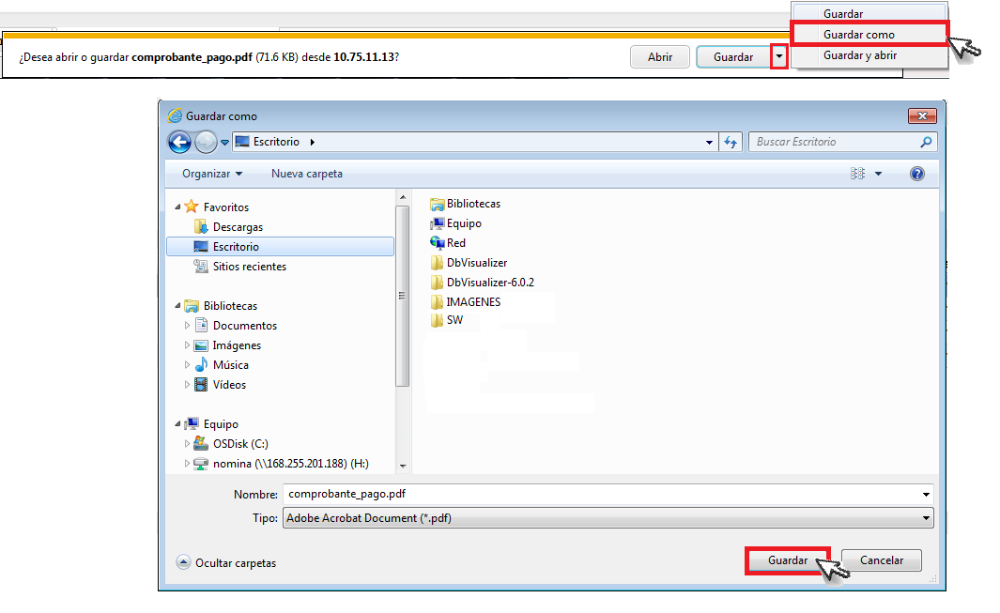 Guardar
Guardar como
Guardar y abrir
¿Desea abrir o guardar comprobante_pago.pdf (71.6 KB) desde 10.75.11.13?
Abrir
Guardar
Guardar como
Escritorio
Buscar Escritorio
Organizar
Nueva carpeta
Favoritos
Descargas
Escritorio
Sitios recientes
Bibliotecas
Documentos
Imágenes
Música
Vídeos
Equipo
OSDisk (C:)
nomina (\\168.255.201.188) (H:)
Bibliotecas
Equipo
Red
DbVisualizer
DbVisualizer-6.0.2
IMAGENES
SW
Nombre: comprobante_pago.pdf
Tipo: Adobe Acrobat Document (*.pdf)
Ocultar carpetas
Guardar
Cancelar